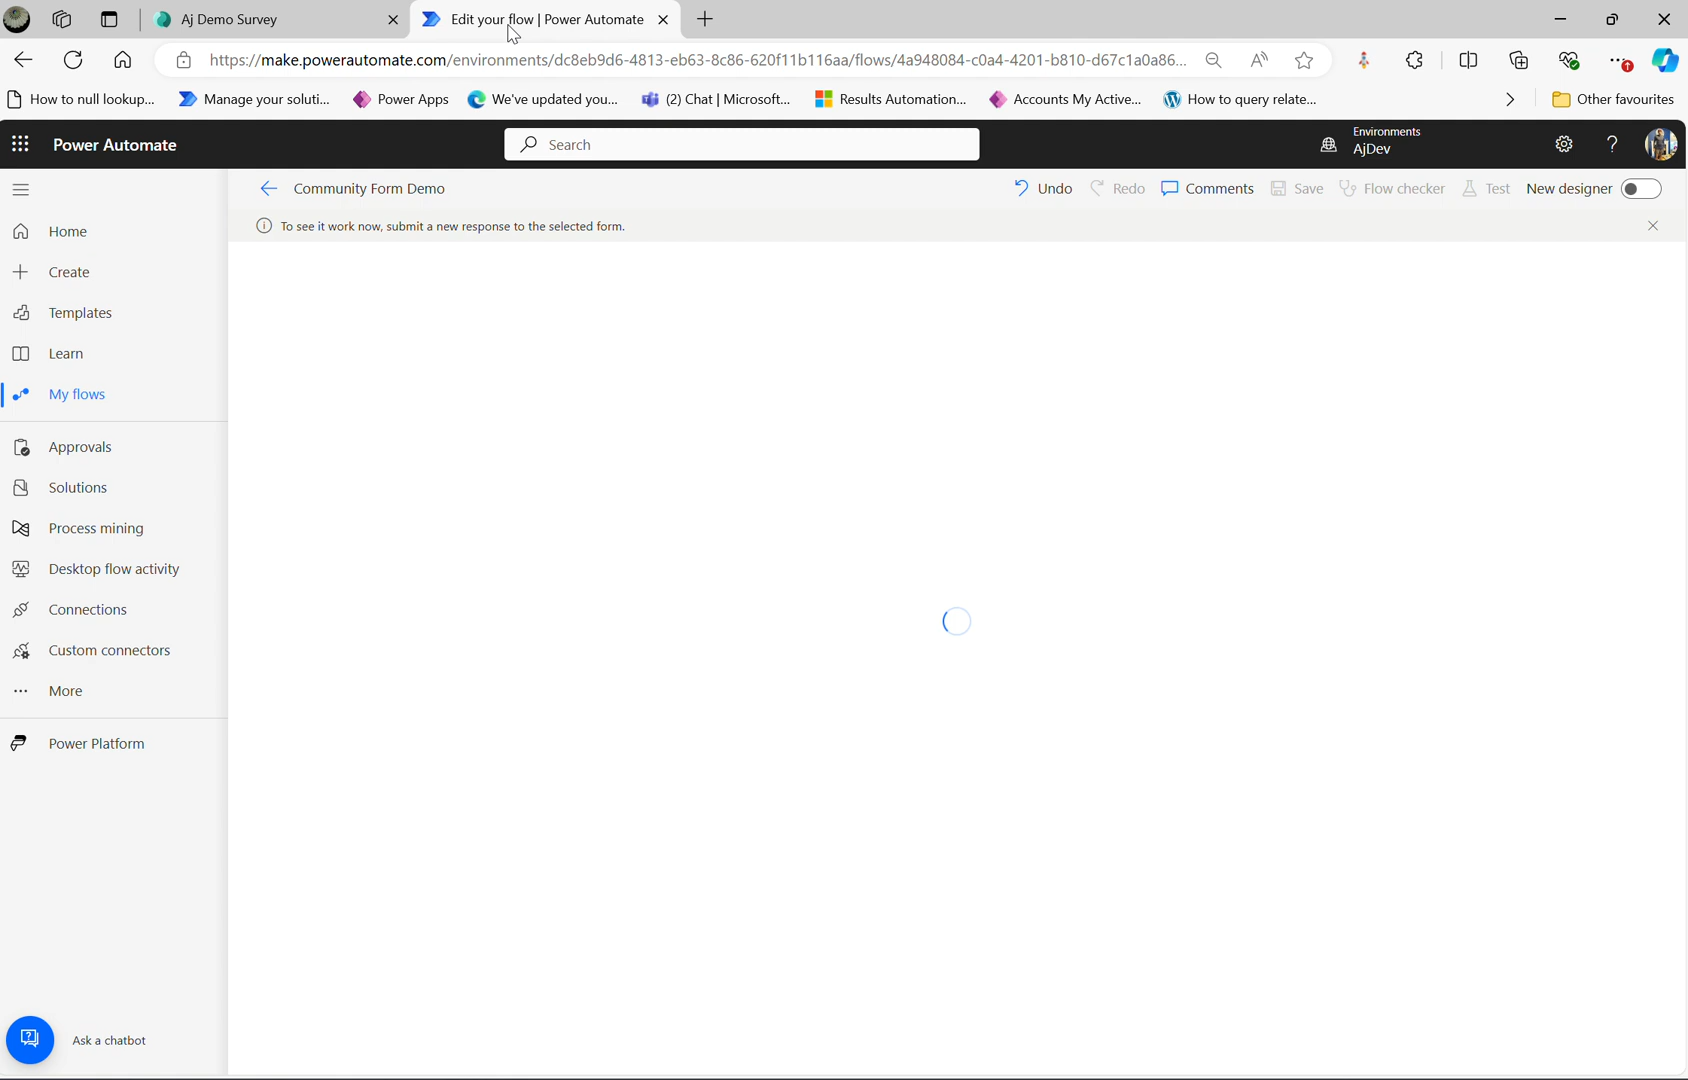 Aj Demo Survey
Edit your flow | Power Automate
https://make.powerautomate.com/environments/dc8eb9d6-4813-eb63-8c86-620f11b116aa/flows/4a948084-c0a4-4201-b810-d67c1a0a86...
How to null lookup...
Manage your soluti...
Power Apps
We've updated you...
(2) Chat | Microsoft...
Results Automation...
Accounts My Active...
How to query relate...
Other favourites
Power Automate
Search
Environments
AjDev
Community Form Demo
Undo
Redo
Comments
Save
Flow checker
Test
New designer
To see it work now, submit a new response to the selected form.
Home
Create
Templates
Learn
My flows
Approvals
Solutions
Process mining
Desktop flow activity
Connections
Custom connectors
More
Power Platform
Ask a chatbot